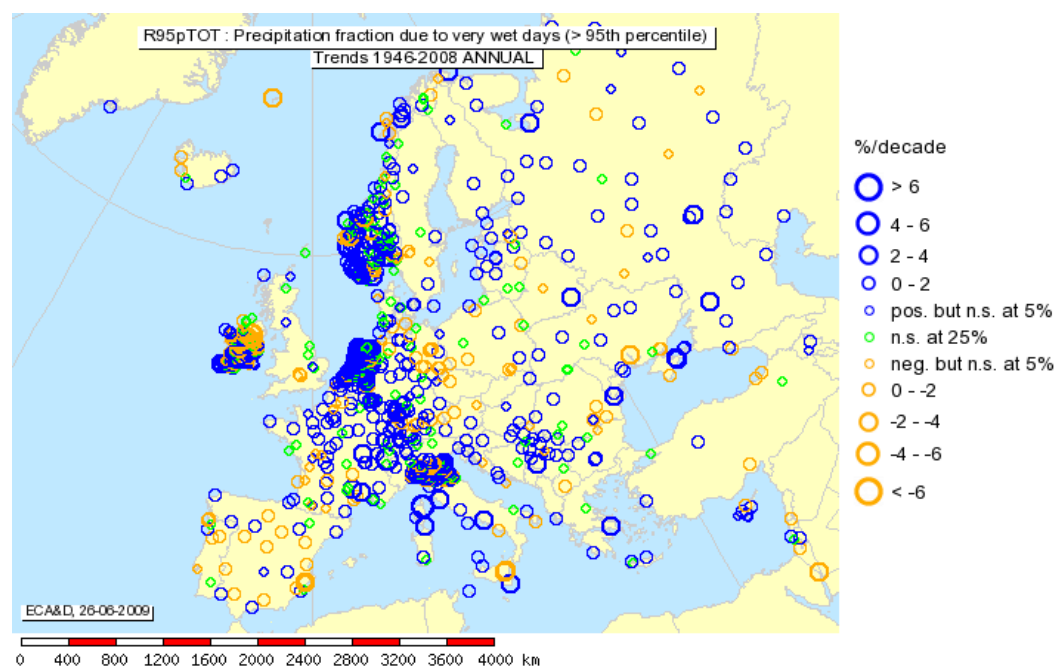 R95pTOT : Precipitation fraction due to very wet days (> 95th percentile)
Trends 1946-2008 ANNUAL
%/decade
> 6
4 - 6
2 - 4
0 - 2
pos. but n.s. at 5%
n.s. at 25%
neg. but n.s. at 5%
0 - -2
-2 - -4
-4 - -6
< -6
ECA&D, 26-06-2009
0 400 800 1200 1600 2000 2400 2800 3200 3600 4000 km